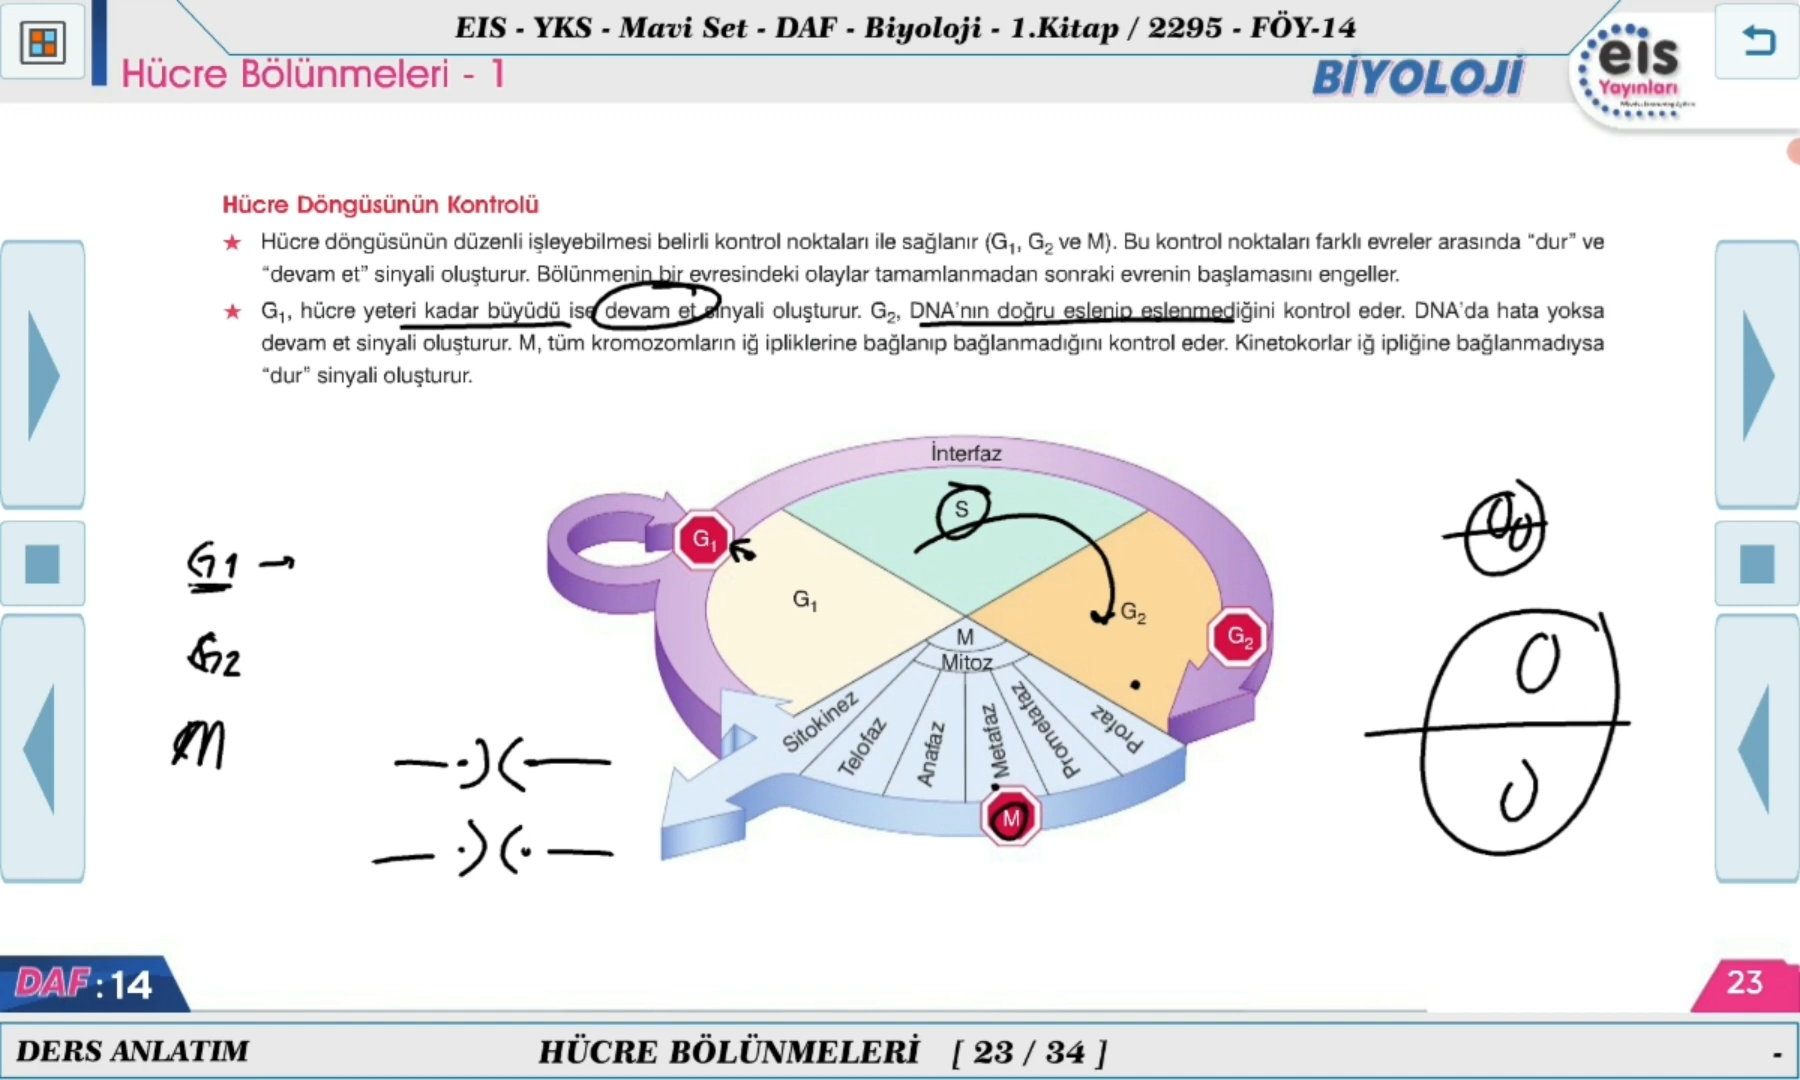 EIS - YKS - Mavi Set - DAF - Biyoloji - 1.Kitap / 2295 - FÖY-14
Hücre Bölünmeleri - 1
BİYOLOJİ
eis
Yayınları
Hücre Döngüsünün Kontrolü
★ Hücre döngüsünün düzenli işleyebilmesi belirli kontrol noktaları ile sağlanır (G₁, G₂ ve M). Bu kontrol noktaları farklı evreler arasında “dur” ve
“devam et” sinyali oluşturur. Bölünmenin bir evresindeki olaylar tamamlanmadan sonraki evrenin başlamasını engeller.
★ G₁, hücre yeteri kadar büyüdü ise devam et sinyali oluşturur. G₂, DNA’nın doğru eşlenip eşlenmediğini kontrol eder. DNA’da hata yoksa
devam et sinyali oluşturur. M, tüm kromozomların iğ ipliklerine bağlanıp bağlanmadığını kontrol eder. Kinetokorlar iğ ipliğine bağlanmadıysa
“dur” sinyali oluşturur.
İnterfaz
S
G₁
G₁
G₂
G₂
M
Mitoz
Sitokinez
Telofaz
Anafaz
Metafaz
Prometafaz
Profaz
M
G1 →
G2
M
DAF : 14
23
DERS ANLATIM
HÜCRE BÖLÜNMELERİ [ 23 / 34 ]
-